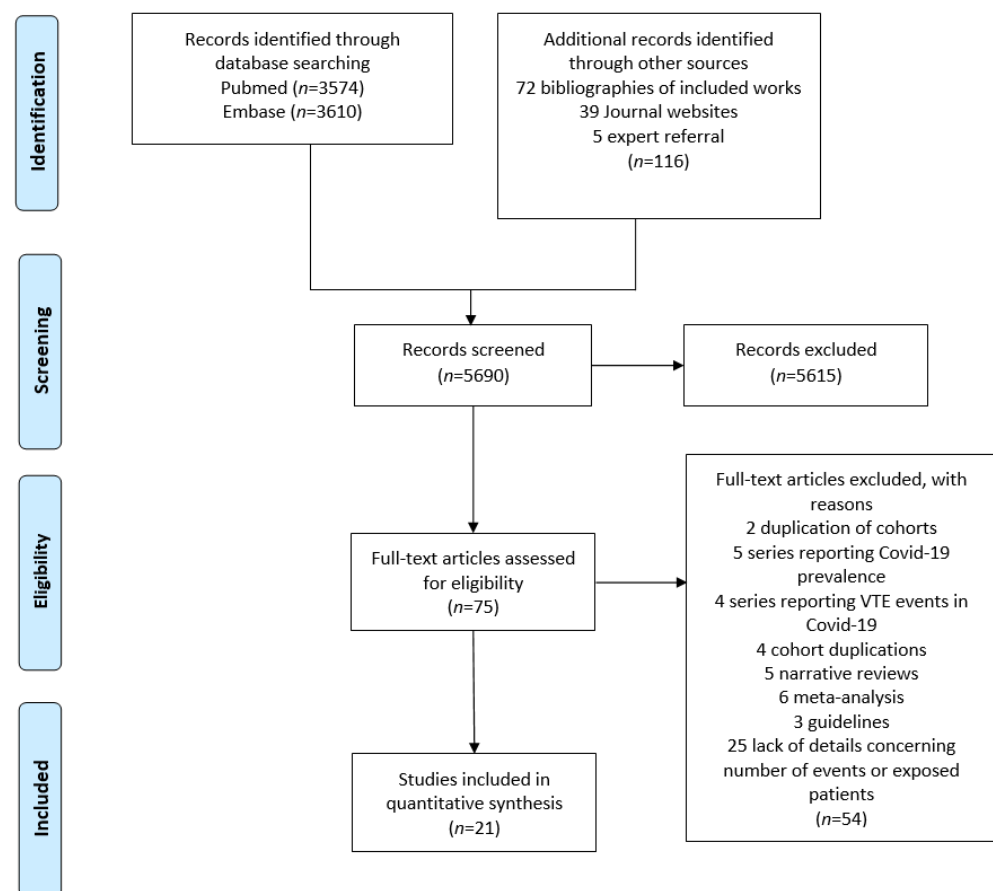 Identification
Records identified through
database searching
Pubmed (n=3574)
Embase (n=3610)
Additional records identified
through other sources
72 bibliographies of included works
39 Journal websites
5 expert referral
(n=116)
Screening
Records screened
(n=5690)
Records excluded
(n=5615)
Eligibility
Full-text articles assessed
for eligibility
(n=75)
Full-text articles excluded, with
reasons
2 duplication of cohorts
5 series reporting Covid-19
prevalence
4 series reporting VTE events in
Covid-19
4 cohort duplications
5 narrative reviews
6 meta-analysis
3 guidelines
25 lack of details concerning
number of events or exposed
patients
(n=54)
Included
Studies included in
quantitative synthesis
(n=21)